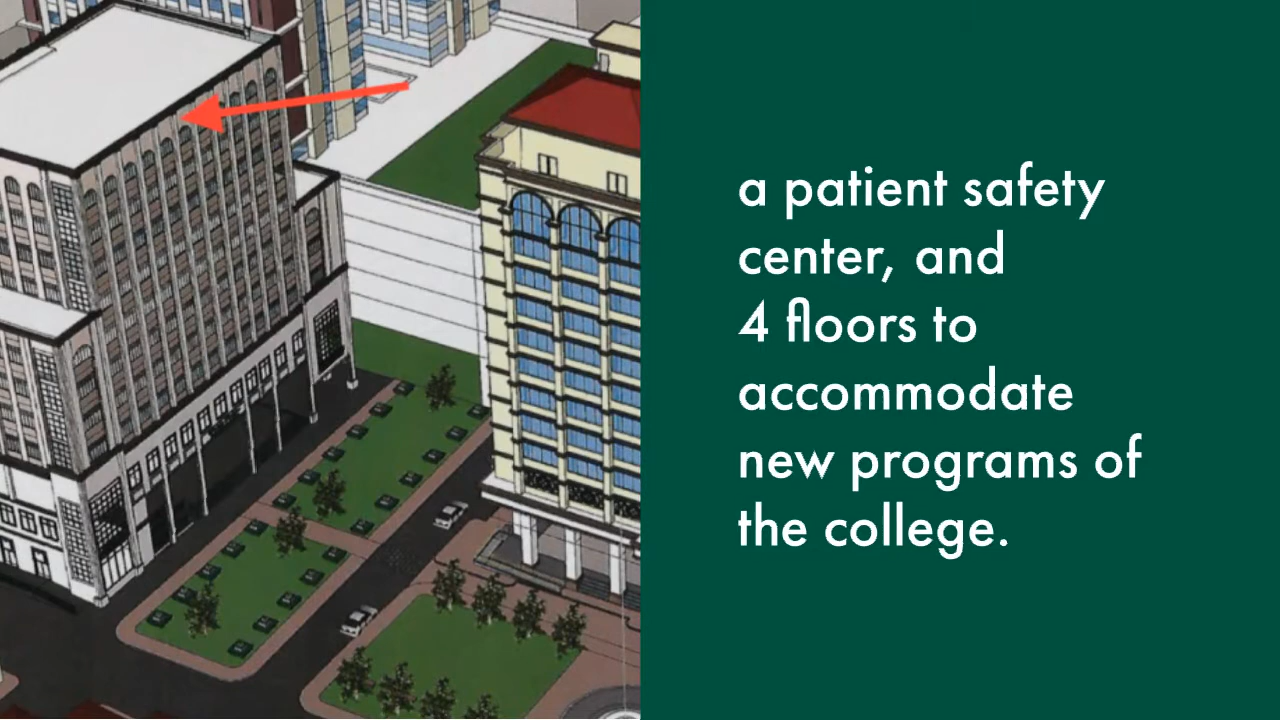 a patient safety
center, and
4 floors to
accommodate
new programs of
the college.